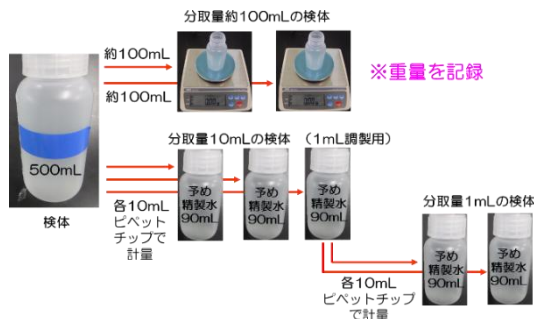 分取量約100mLの検体
約100mL
約100mL
※重量を記録
500mL
検体
分取量10mLの検体 （1mL調製用）
各10mL
ピペット
チップで
計量
予め
精製水
90mL
予め
精製水
90mL
予め
精製水
90mL
分取量1mLの検体
各10mL
ピペットチップ
で計量
予め
精製水
90mL
予め
精製水
90mL